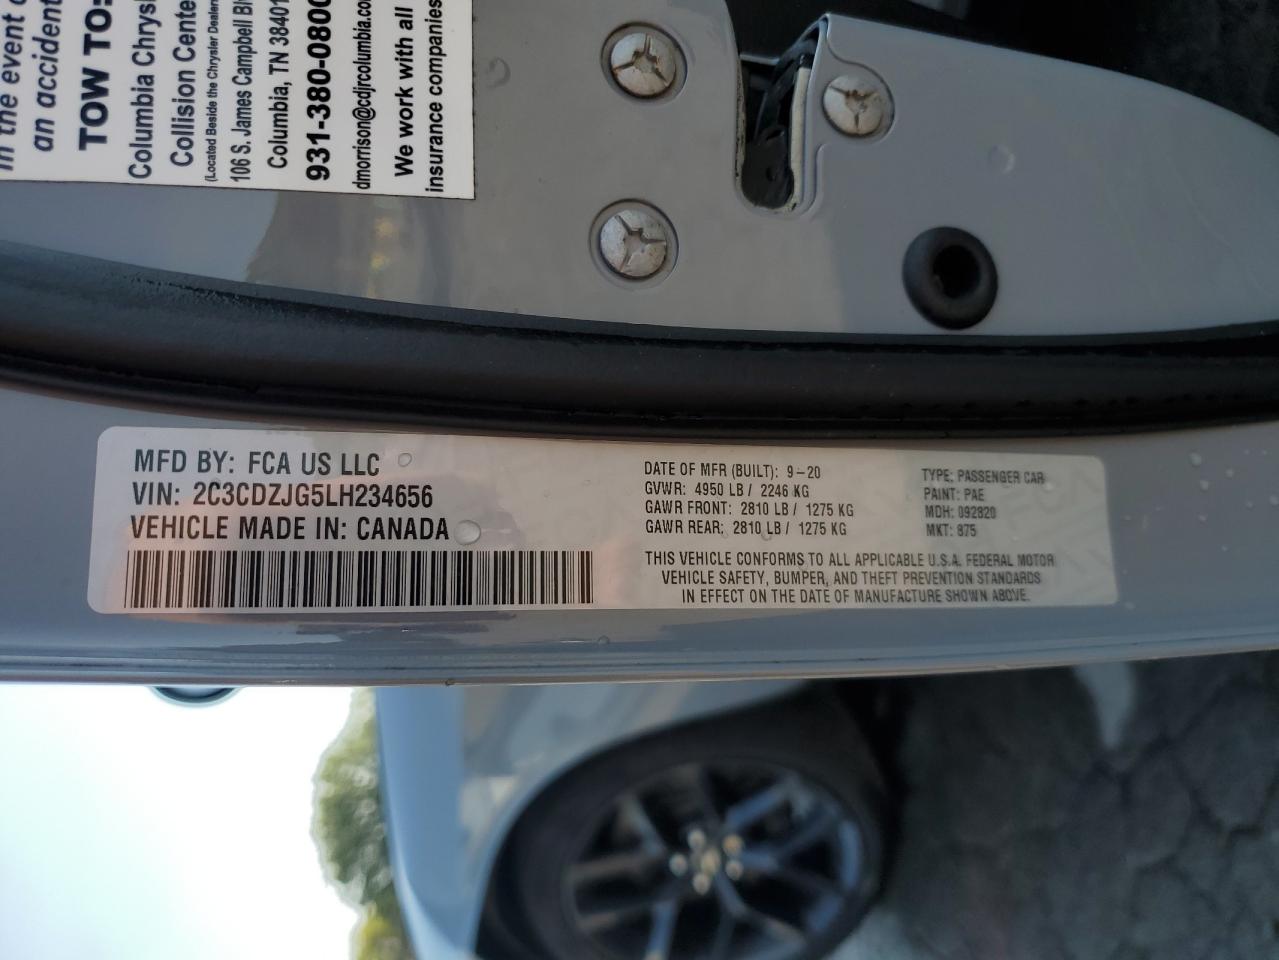 in the event o
an accident
TOW TO:
Columbia Chrysl
Collision Cente
(Located Beside the Chrysler Dealer
106 S. James Campbell Bl
Columbia, TN 38401
931-380-0800
dmorrison@cdjrcolumbia.co
We work with all
insurance companies
MFD BY: FCA US LLC
VIN: 2C3CDZJG5LH234656
VEHICLE MADE IN: CANADA
DATE OF MFR (BUILT): 9-20
GVWR: 4950 LB / 2246 KG
GAWR FRONT: 2810 LB / 1275 KG
GAWR REAR: 2810 LB / 1275 KG
TYPE: PASSENGER CAR
PAINT: PAE
MDH: 092820
MKT: 875
THIS VEHICLE CONFORMS TO ALL APPLICABLE U.S.A. FEDERAL MOTOR
VEHICLE SAFETY, BUMPER, AND THEFT PREVENTION STANDARDS
IN EFFECT ON THE DATE OF MANUFACTURE SHOWN ABOVE.